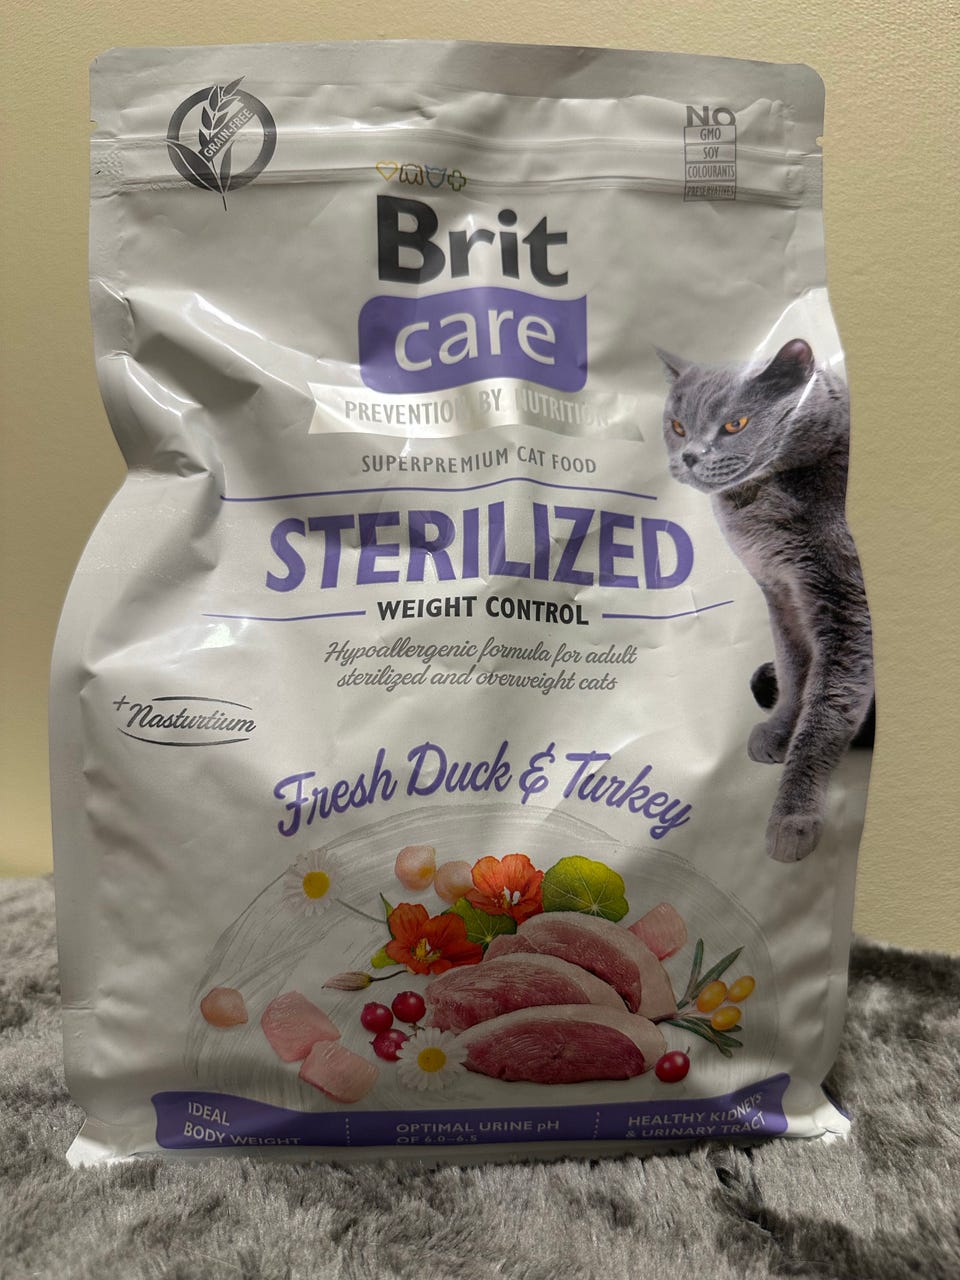 GRAIN-FREE
NO
GMO
SOY
COLOURANTS
PRESERVATIVES
Brit
care
PREVENTION BY NUTRITION
SUPERPREMIUM CAT FOOD
STERILIZED
WEIGHT CONTROL
Hypoallergenic formula for adult
sterilized and overweight cats
+Nasturtium
Fresh Duck & Turkey
IDEAL
BODY WEIGHT
OPTIMAL URINE pH
OF 6.0–6.5
HEALTHY KIDNEYS
& URINARY TRACT